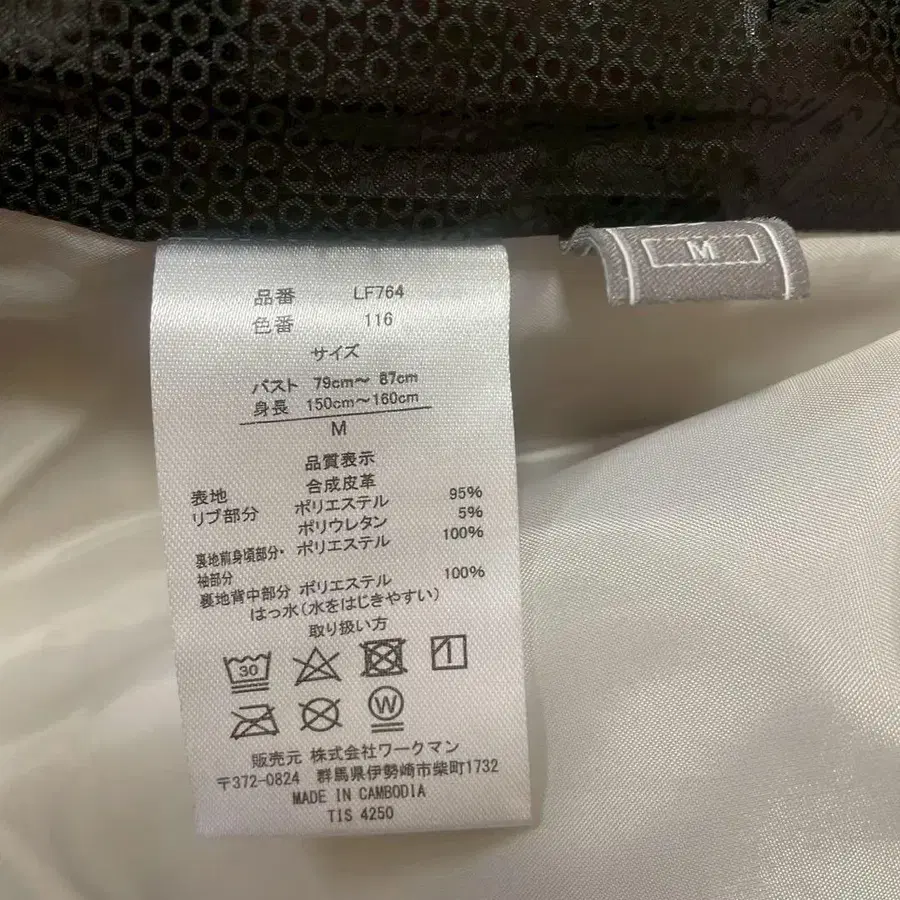 M
品番 LF764
色番 116
サイズ
バスト 79cm～ 87cm
身長 150cm～160cm
M
品質表示
表地 合成皮革
リブ部分 ポリエステル 95%
ポリウレタン 5%
裏地前身頃部分・ ポリエステル 100%
袖部分
裏地背中部分 ポリエステル 100%
はっ水(水をはじきやすい)
取り扱い方
30
W
販売元 株式会社ワークマン
〒372-0824 群馬県伊勢崎市柴町1732
MADE IN CAMBODIA
TIS 4250